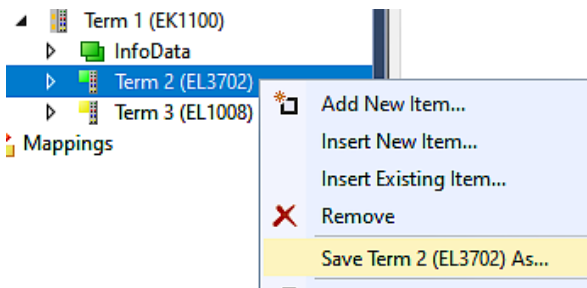 Term 1 (EK1100)
InfoData
Term 2 (EL3702)
Term 3 (EL1008)
Mappings
Add New Item...
Insert New Item...
Insert Existing Item...
Remove
Save Term 2 (EL3702) As...